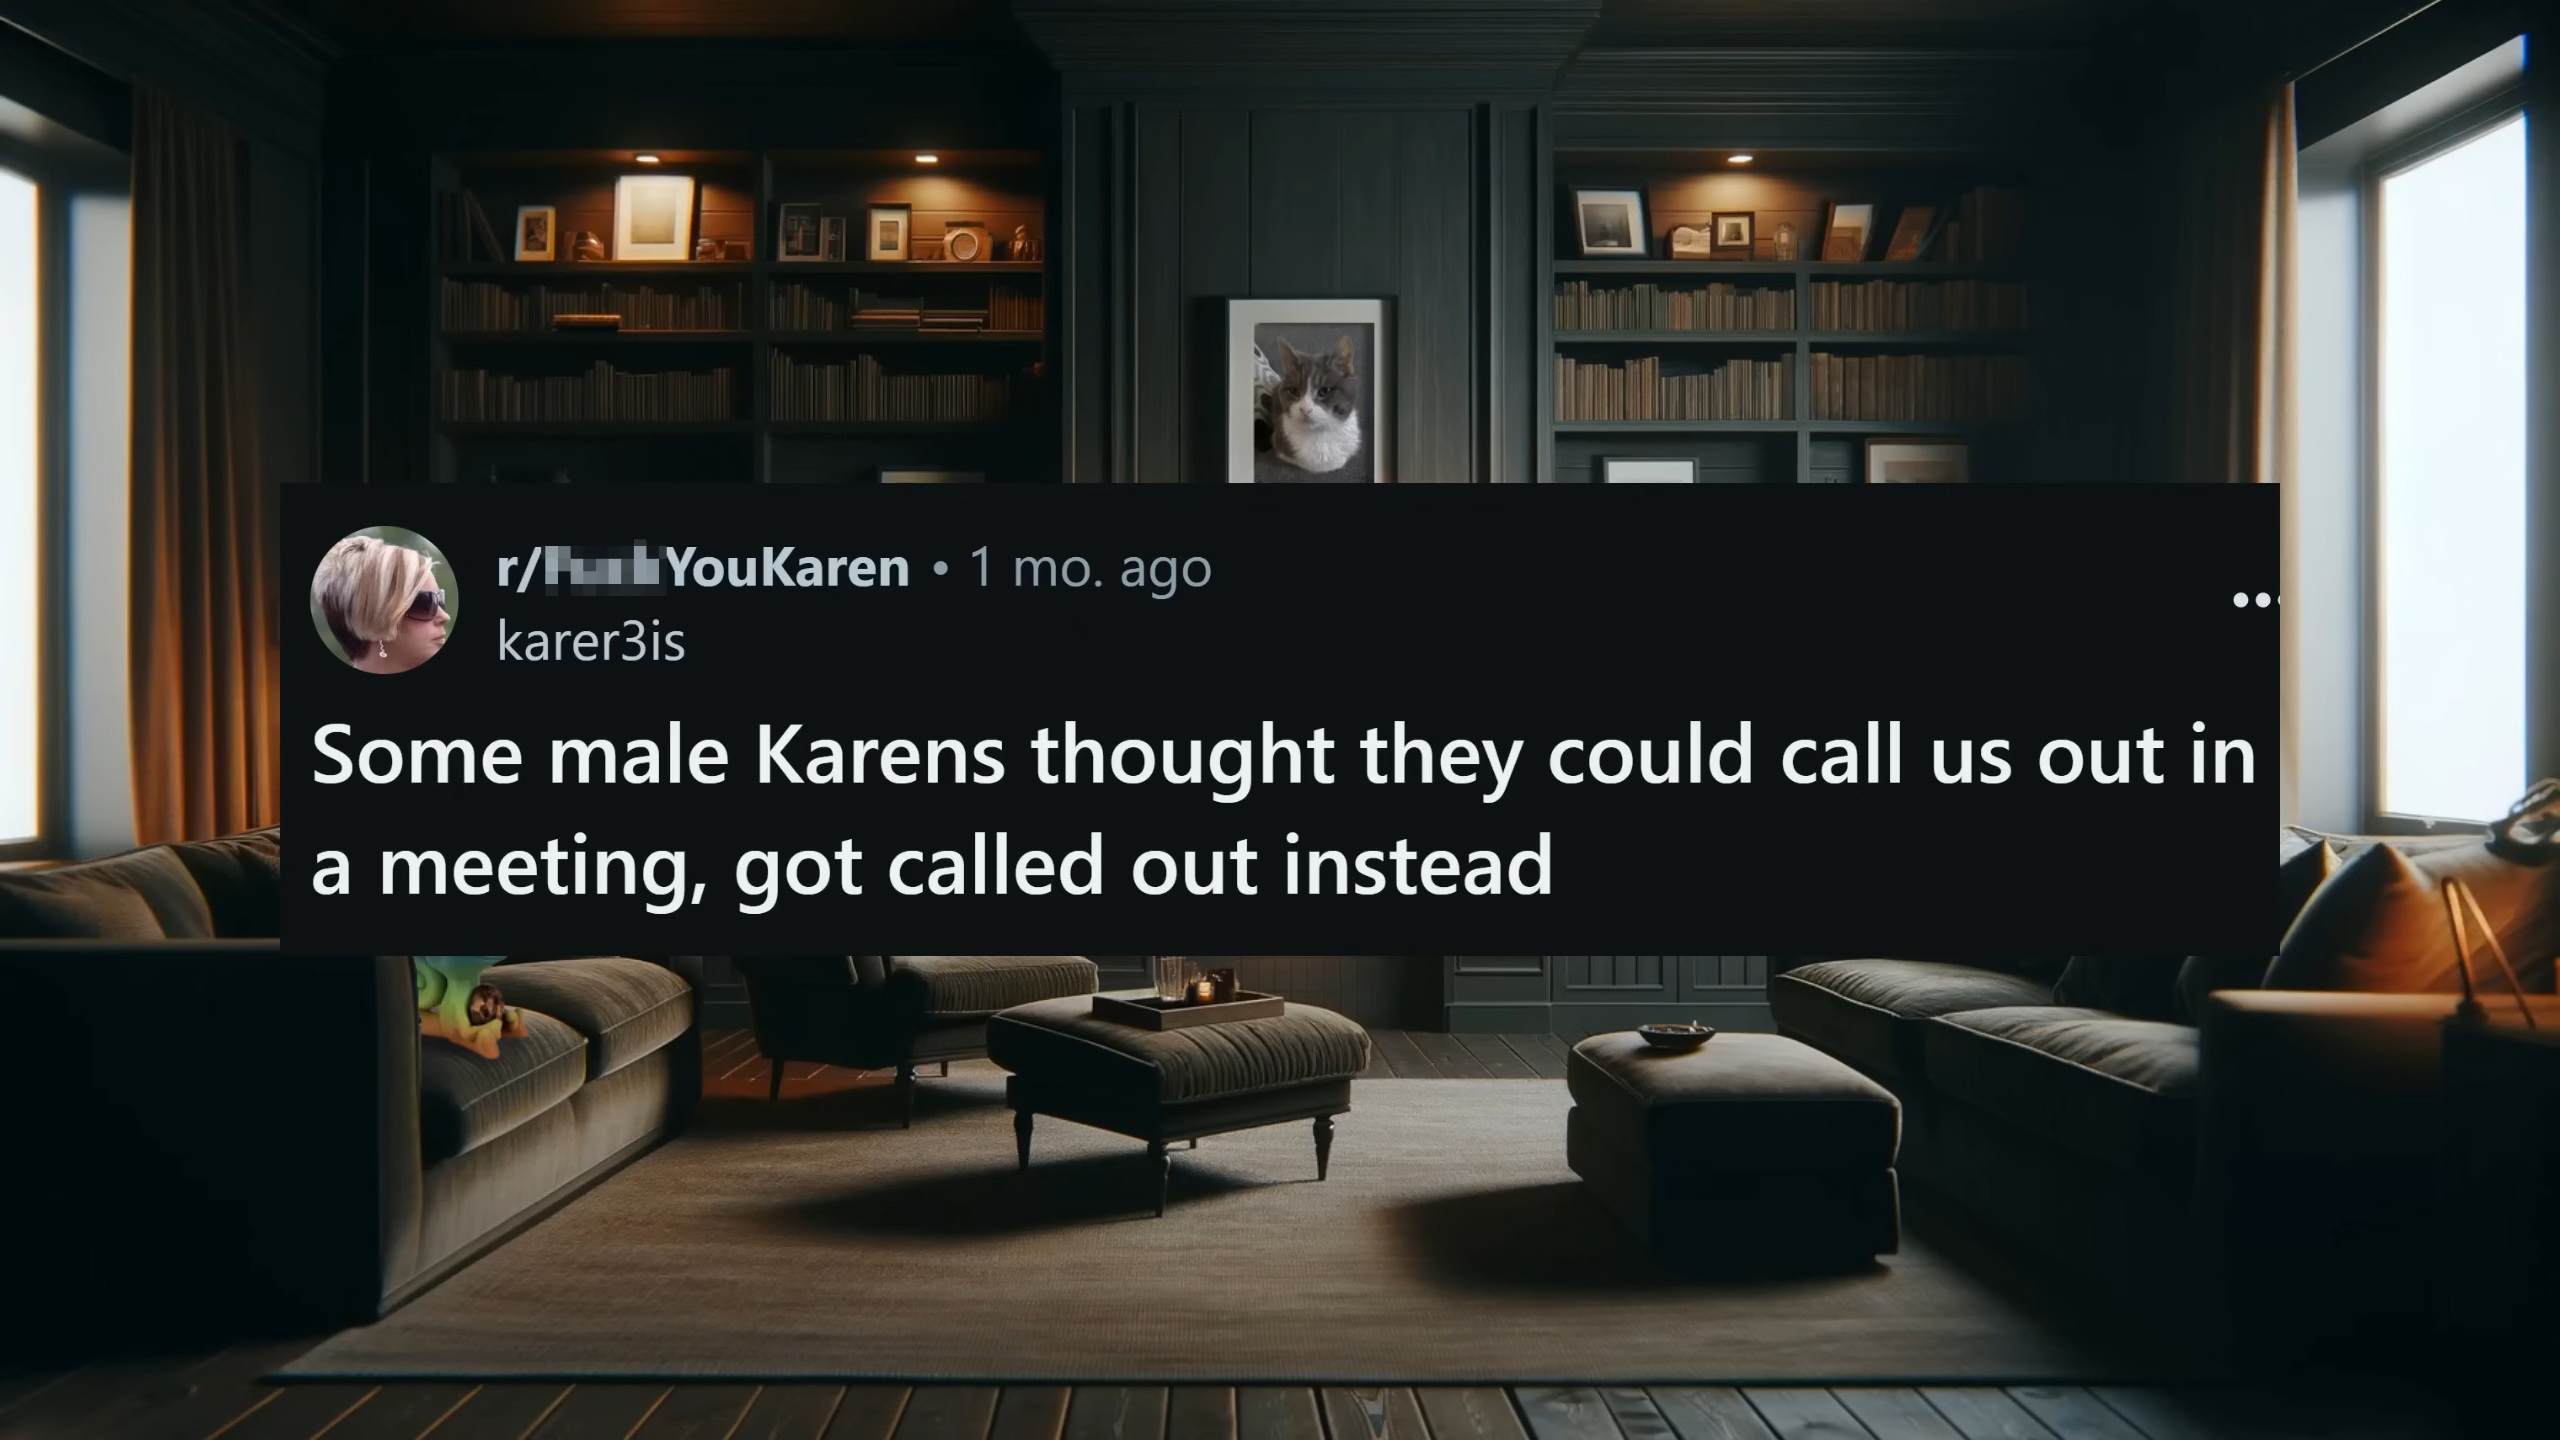 r/ YouKaren • 1 mo. ago
karer3is
Some male Karens thought they could call us out in
a meeting, got called out instead